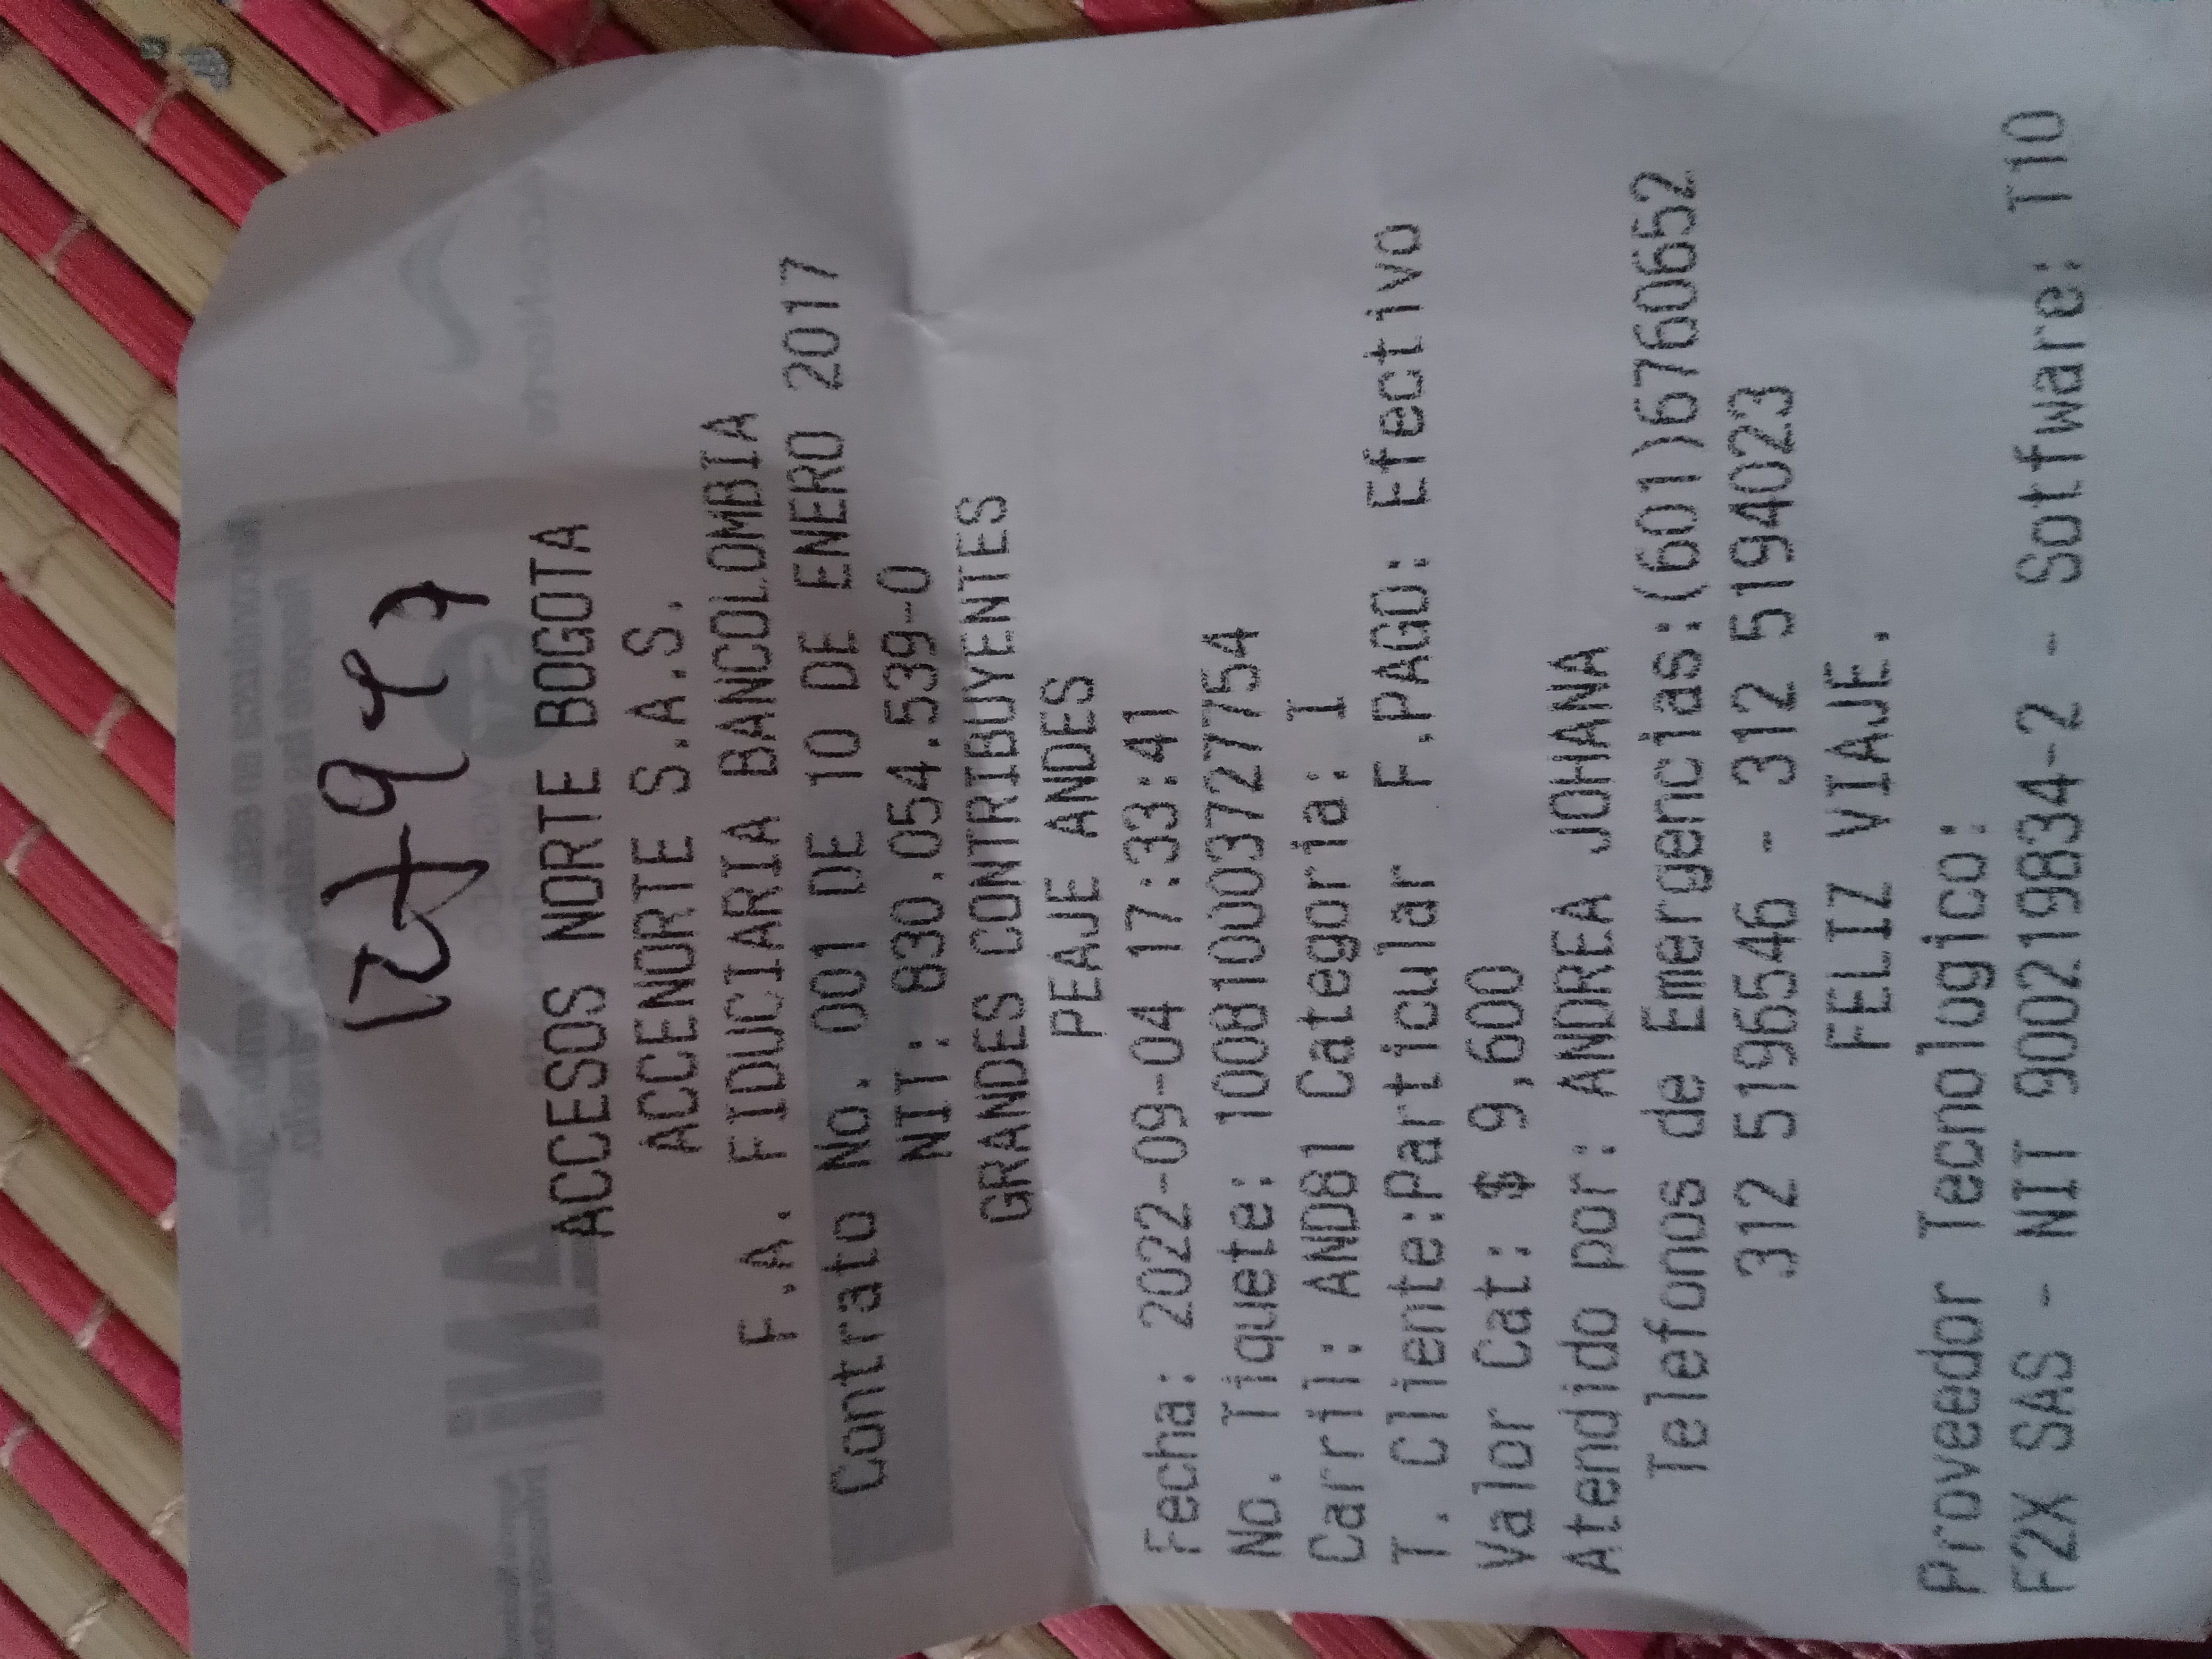 ACCESOS NORTE BOGOTA
ACCENORTE S.A.S.
F.A. FIDUCIARIA BANCOLOMBIA
Contrato No. 001 DE 10 DE ENERO 2017
NIT: 830.054.539-0
GRANDES CONTRIBUYENTES
PEAJE ANDES
Fecha: 2022-09-04 17:33:41
No. Tiquete: 100810003727754
Carril: AND81 Categoria: I
T. Cliente:Particular F.PAGO: Efectivo
Valor Cat: $ 9,600
Atendido por: ANDREA JOHANA
Telefonos de Emergencias:(601)6760652
312 5196546 - 312 5194023
FELIZ VIAJE.
Proveedor Tecnologico:
F2X SAS - NIT 900219834-2 - Sotfware: T10